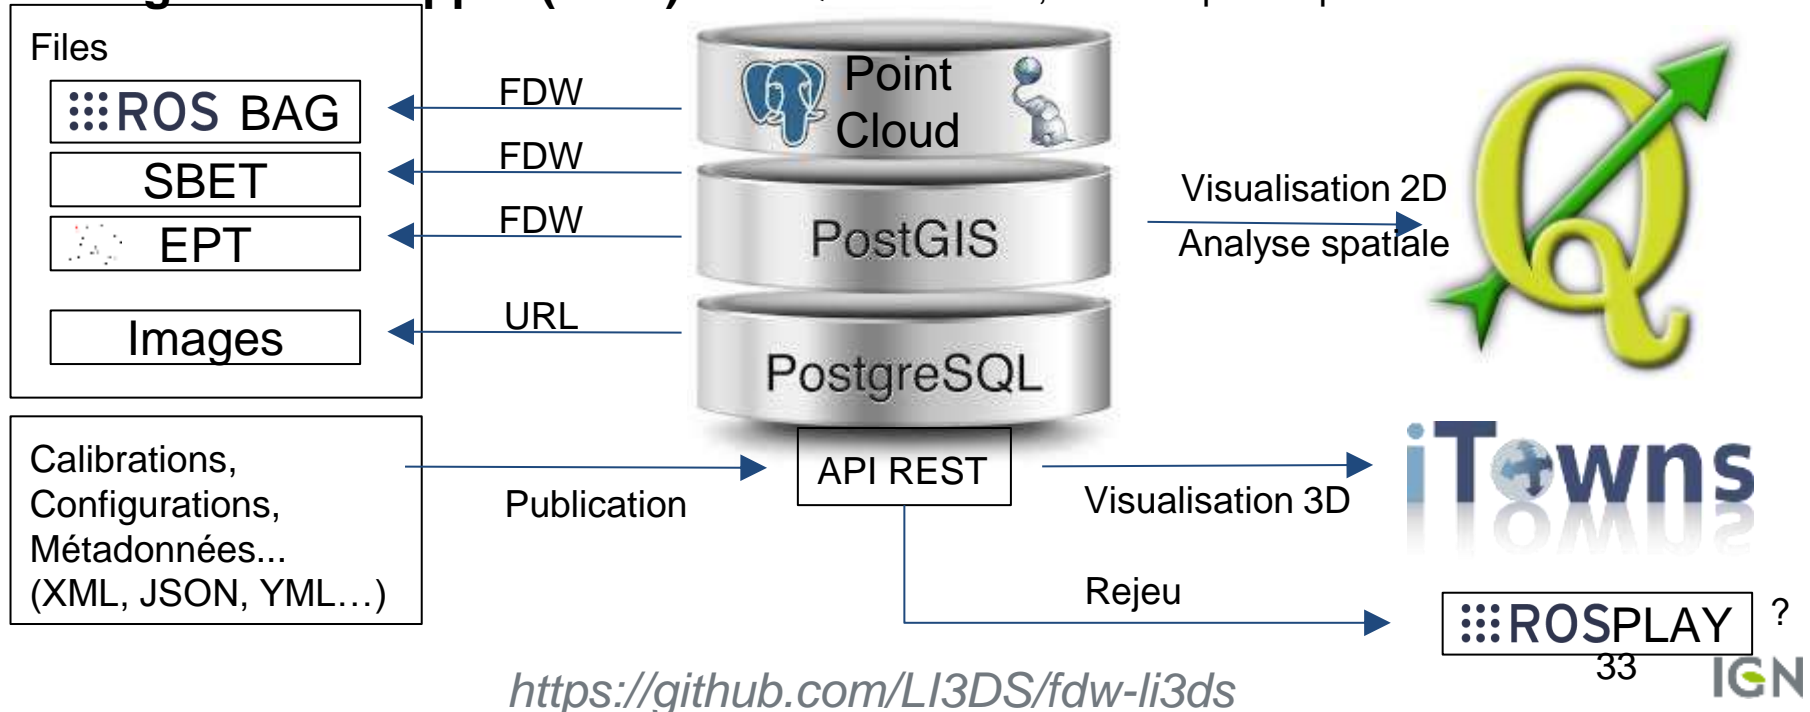 Files
ROS BAG
SBET
EPT
Images
FDW
FDW
FDW
URL
Point
Cloud
PostGIS
PostgreSQL
Visualisation 2D
Analyse spatiale
Calibrations,
Configurations,
Métadonnées...
(XML, JSON, YML…)
Publication
API REST
Visualisation 3D
iTowns
Rejeu
ROSPLAY ?
33
IGN
https://github.com/LI3DS/fdw-li3ds